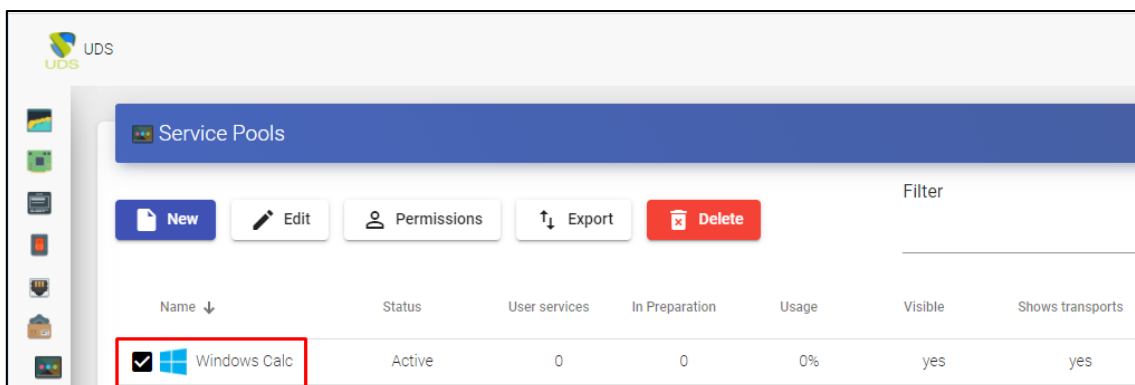 UDS
UDS
Service Pools
New Edit Permissions Export Delete
Filter
Name Status User services In Preparation Usage Visible Shows transports
Windows Calc Active 0 0 0% yes yes